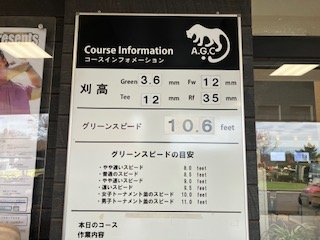 resents
Course Information
コースインフォメーション
A.G.C
刈高
Green 3.6 mm Fw 12 mm
Tee 12 mm Rf 35 mm
グリーンスピード 10.6 feet
グリーンスピードの目安
・やや遅いスピード 8.0 feet
・普通のスピード 8.5 feet
・やや速いスピード 9.0 feet
・速いスピード 9.5 feet
・女子トーナメント並のスピード 10.0 feet
・男子トーナメント並のスピード 11.0 feet
本日のコース
作業内容